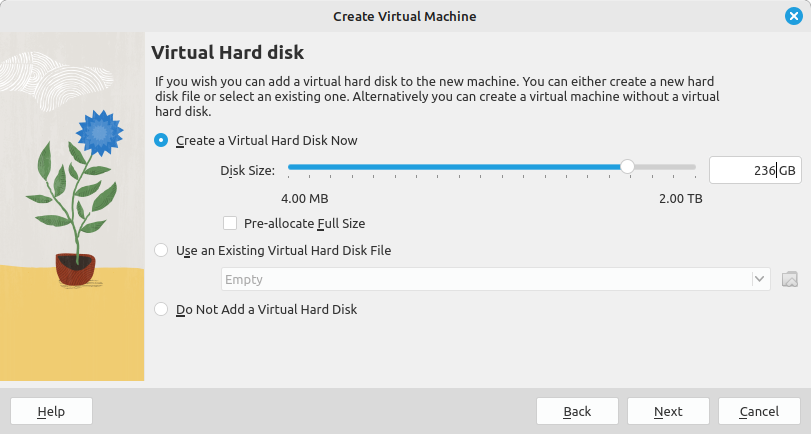 Create Virtual Machine
Virtual Hard disk
If you wish you can add a virtual hard disk to the new machine. You can either create a new hard
disk file or select an existing one. Alternatively you can create a virtual machine without a virtual
hard disk.
Create a Virtual Hard Disk Now
Disk Size:
236 GB
4.00 MB
2.00 TB
Pre-allocate Full Size
Use an Existing Virtual Hard Disk File
Empty
Do Not Add a Virtual Hard Disk
Help
Back
Next
Cancel